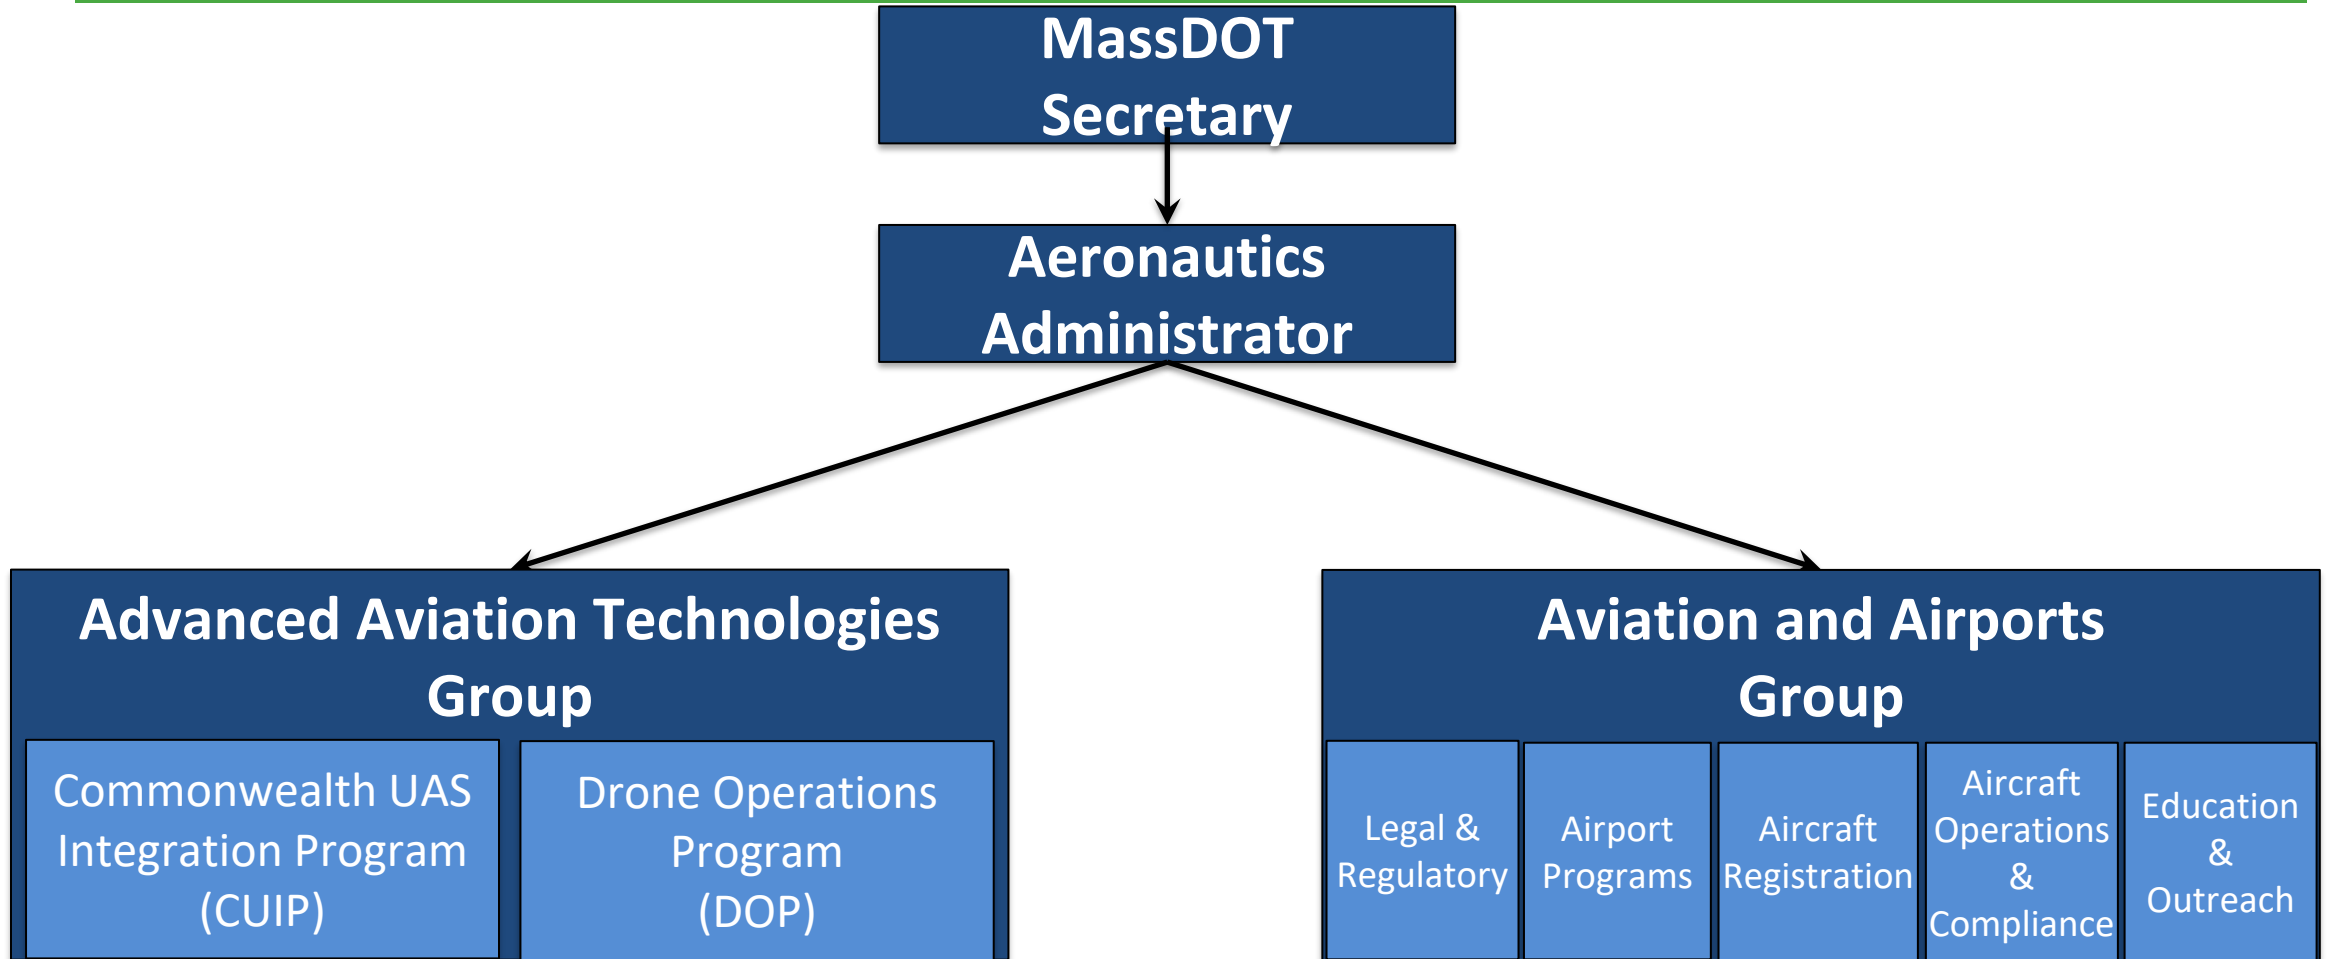 MassDOT
Secretary
Aeronautics
Administrator
Advanced Aviation Technologies
Group
Commonwealth UAS
Integration Program
(CUIP)
Drone Operations
Program
(DOP)
Aviation and Airports
Group
Legal &
Regulatory
Airport
Programs
Aircraft
Registration
Aircraft
Operations
&
Compliance
Education
&
Outreach